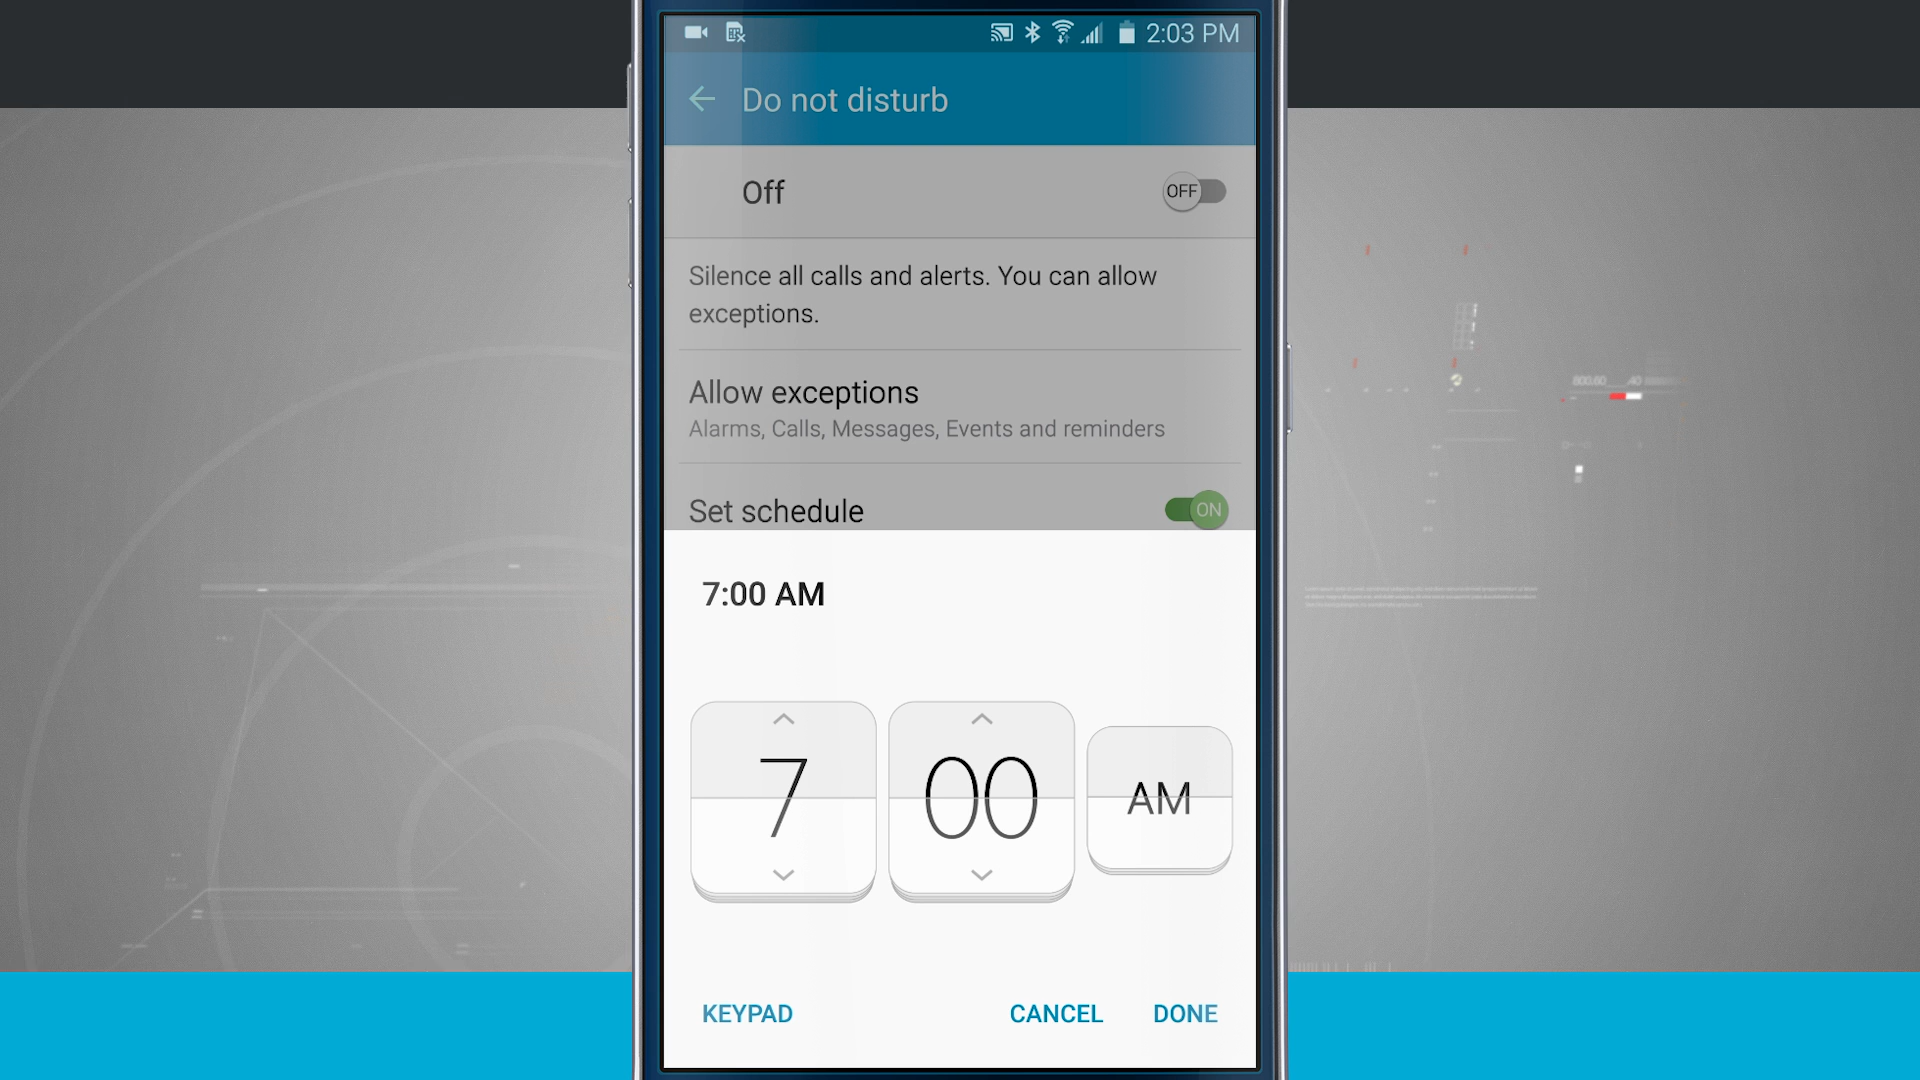 2:03 PM
Do not disturb
Off
OFF
Silence all calls and alerts. You can allow
exceptions.
Allow exceptions
Alarms, Calls, Messages, Events and reminders
Set schedule
ON
7:00 AM
7
00
AM
KEYPAD
CANCEL
DONE